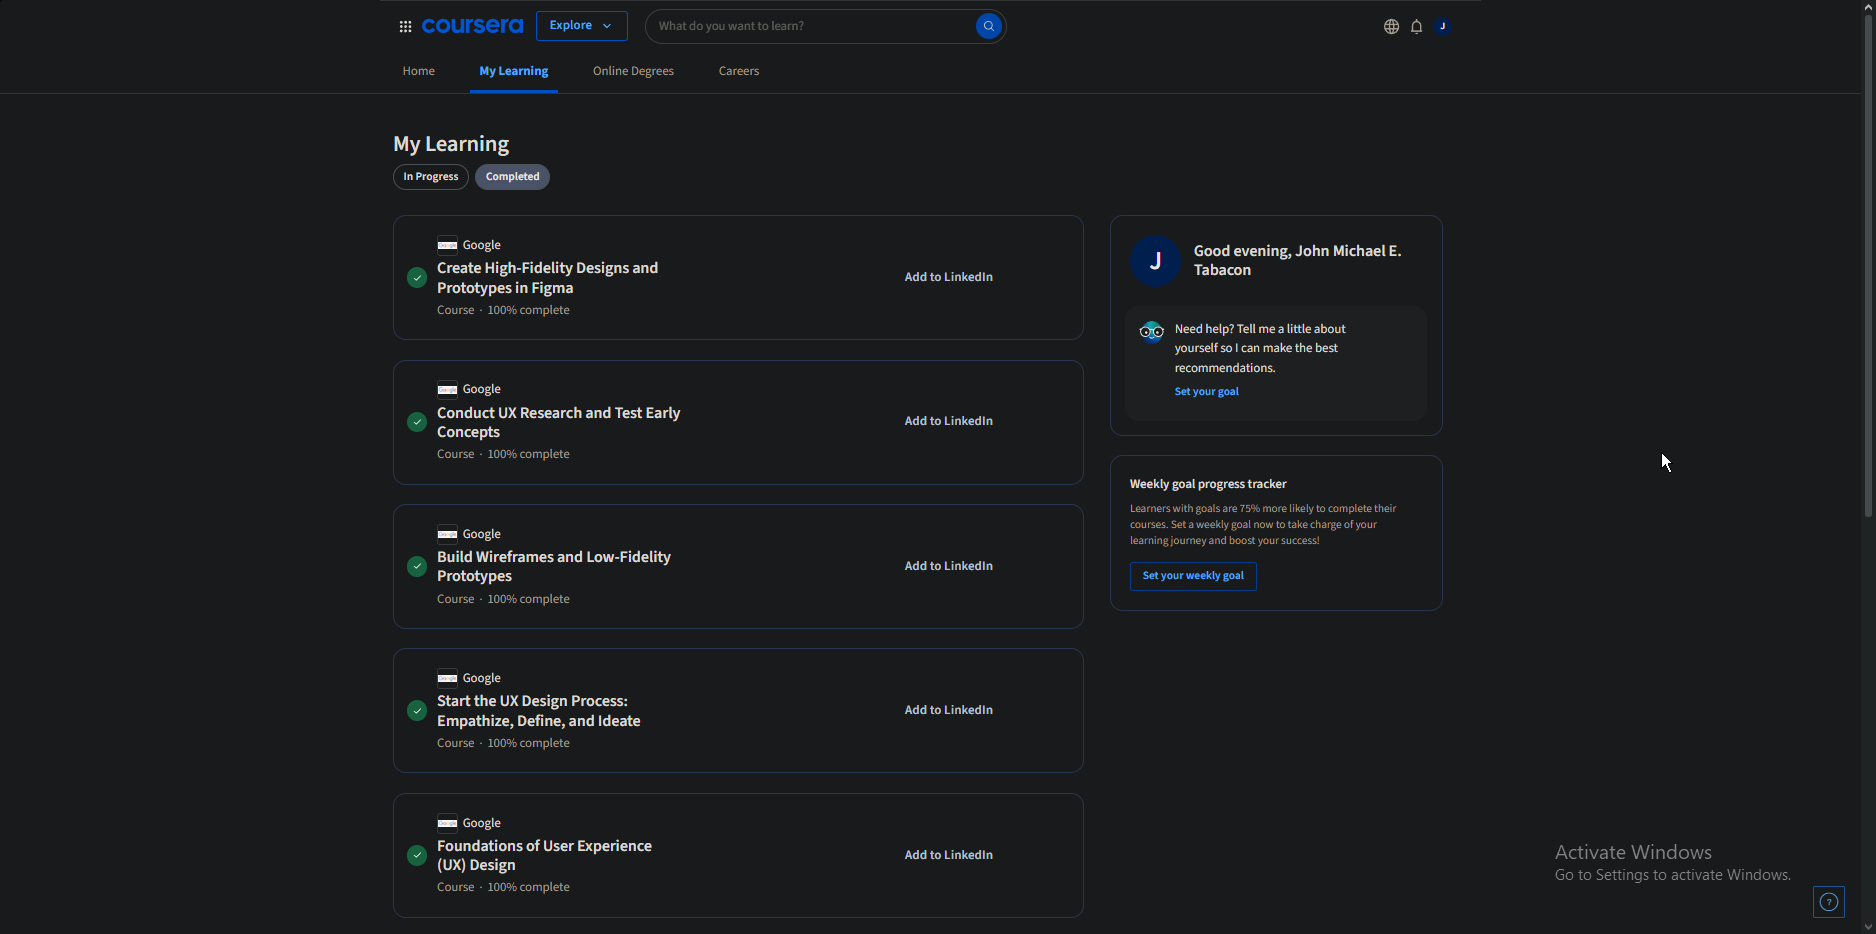 coursera
Explore
What do you want to learn?
J
Home
My Learning
Online Degrees
Careers
My Learning
In Progress
Completed
Google
Create High-Fidelity Designs and
Prototypes in Figma
Course · 100% complete
Add to LinkedIn
Google
Conduct UX Research and Test Early
Concepts
Course · 100% complete
Add to LinkedIn
Google
Build Wireframes and Low-Fidelity
Prototypes
Course · 100% complete
Add to LinkedIn
Google
Start the UX Design Process:
Empathize, Define, and Ideate
Course · 100% complete
Add to LinkedIn
Google
Foundations of User Experience
(UX) Design
Course · 100% complete
Add to LinkedIn
J
Good evening, John Michael E.
Tabacon
Need help? Tell me a little about
yourself so I can make the best
recommendations.
Set your goal
Weekly goal progress tracker
Learners with goals are 75% more likely to complete their
courses. Set a weekly goal now to take charge of your
learning journey and boost your success!
Set your weekly goal
Activate Windows
Go to Settings to activate Windows.
?